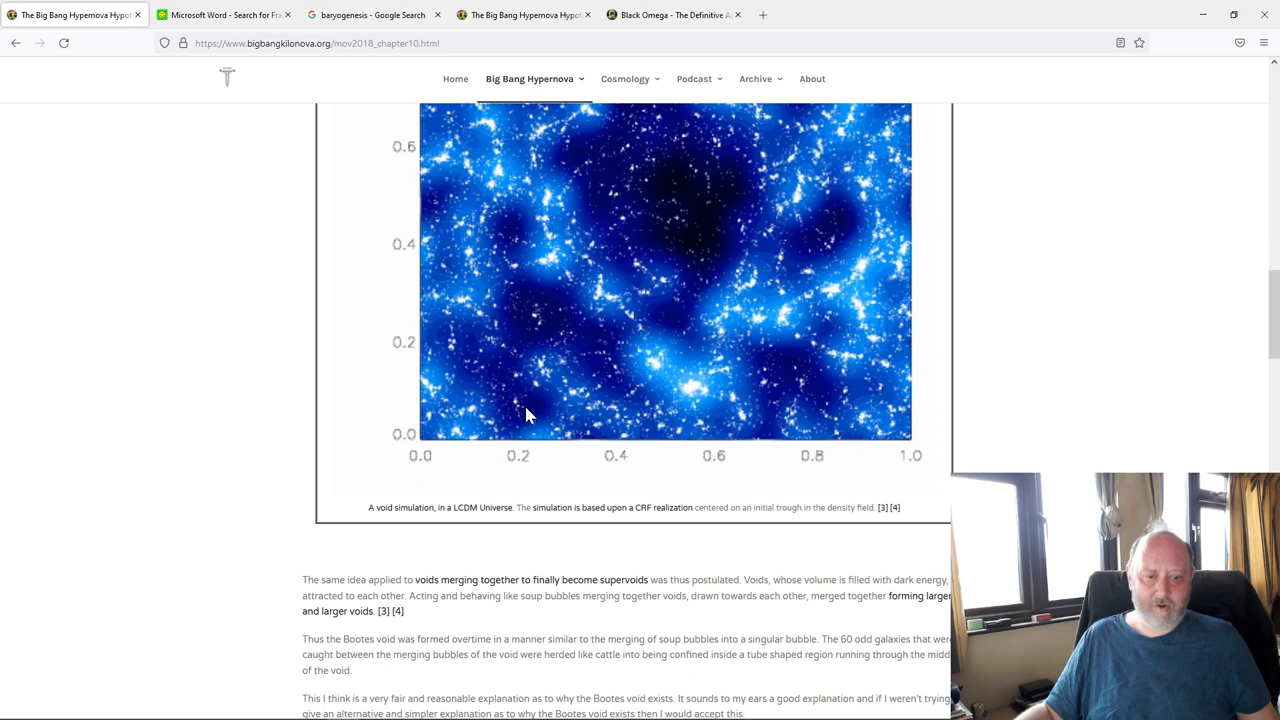 The Big Bang Hypernova Hypot
Microsoft Word - Search for Fra
baryogenesis - Google Search
The Big Bang Hypernova Hypot
Black Omega - The Definitive A
https://www.bigbangkilonova.org/mov2018_chapter10.html
Home Big Bang Hypernova Cosmology Podcast Archive About
0.6
0.4
0.2
0.0
0.0 0.2 0.4 0.6 0.8 1.0
A void simulation, in a LCDM Universe. The simulation is based upon a CRF realization centered on an initial trough in the density field. [3] [4]
The same idea applied to voids merging together to finally become supervoids was thus postulated. Voids, whose volume is filled with dark energy,
attracted to each other. Acting and behaving like soup bubbles merging together voids, drawn towards each other, merged together forming larger
and larger voids. [3] [4]
Thus the Bootes void was formed overtime in a manner similar to the merging of soup bubbles into a singular bubble. The 60 odd galaxies that were
caught between the merging bubbles of the void were herded like cattle into being confined inside a tube shaped region running through the midd
of the void.
This I think is a very fair and reasonable explanation as to why the Bootes void exists. It sounds to my ears a good explanation and if I weren't trying
give an alternative and simpler explanation as to why the Bootes void exists then I would accept this.